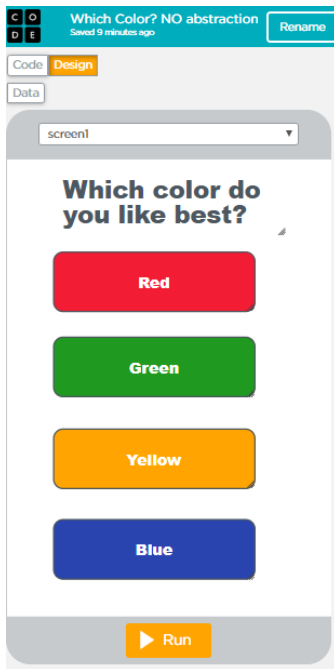 C O
D E
Which Color? NO abstraction
Saved 9 minutes ago
Rename
Code Design
Data
screen1
Which color do
you like best?
Red
Green
Yellow
Blue
Run